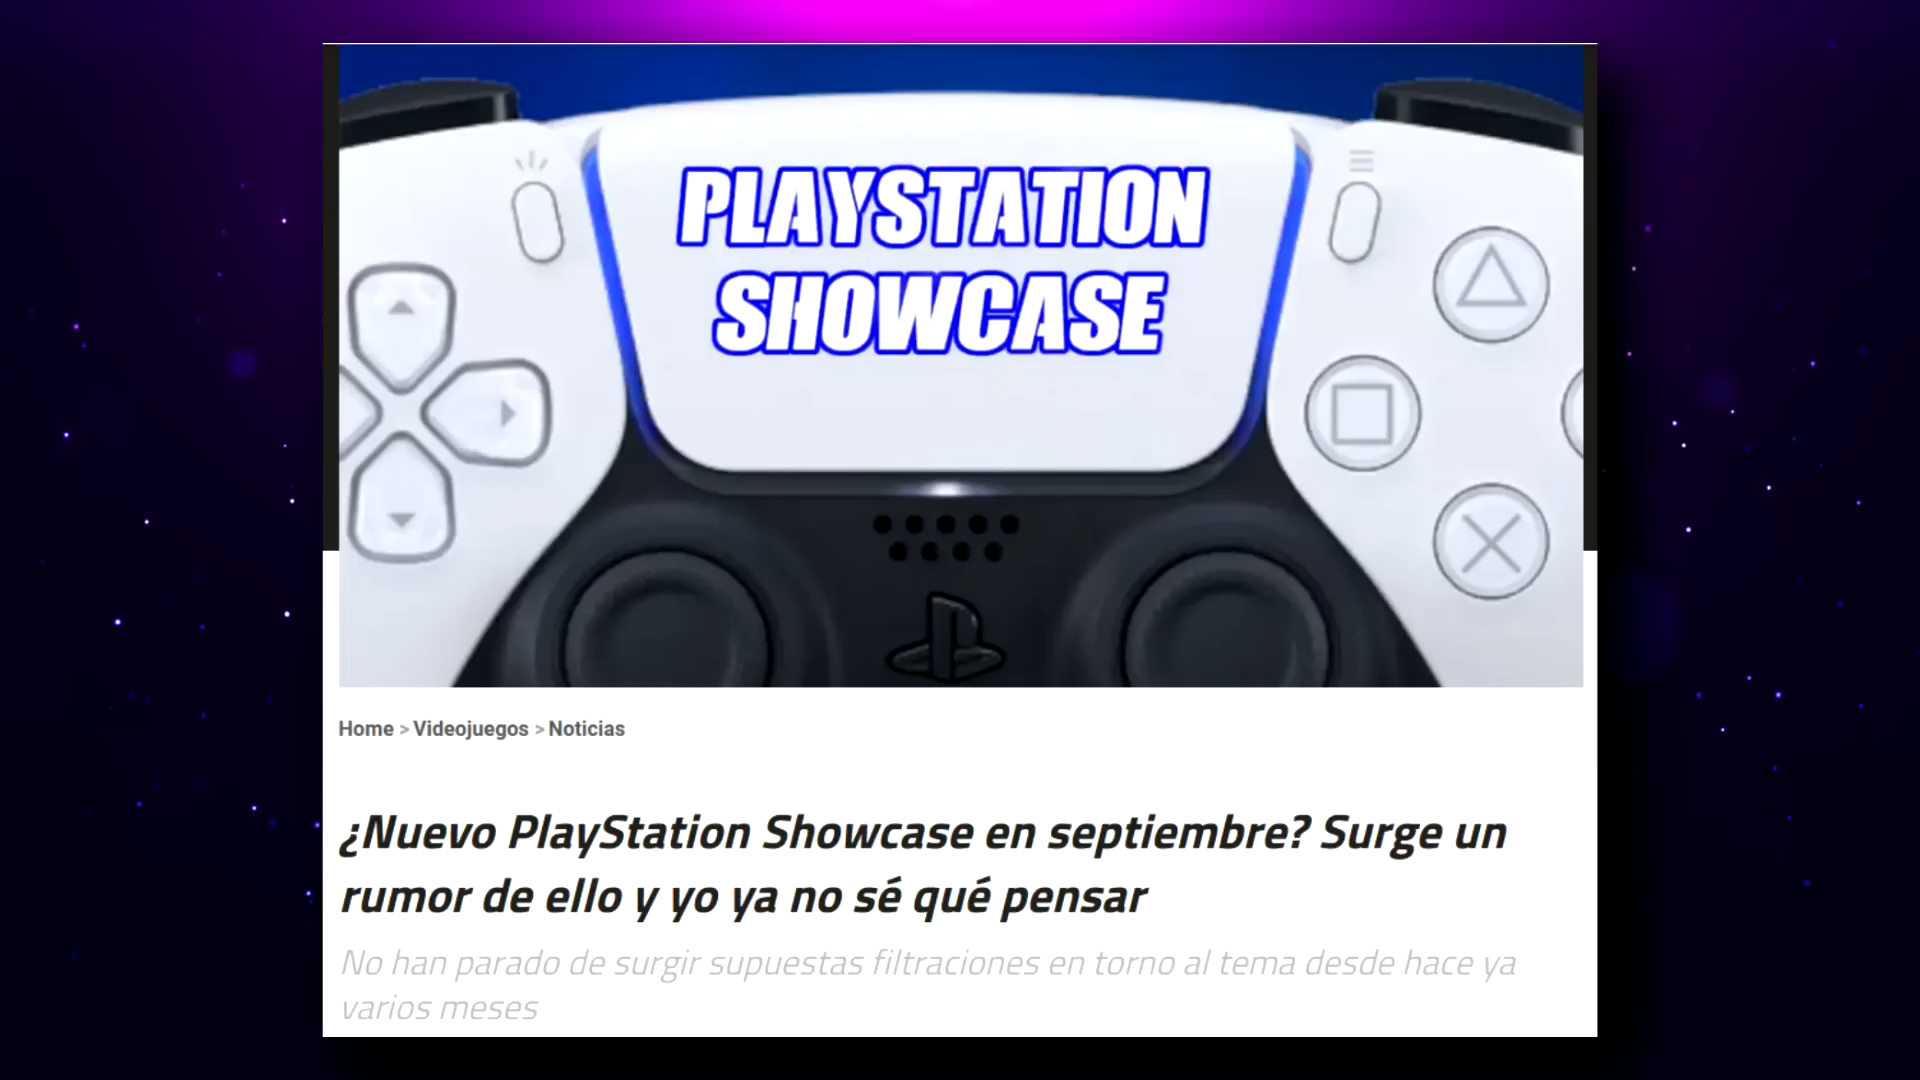 PLAYSTATION
SHOWCASE
Home > Videojuegos > Noticias
¿Nuevo PlayStation Showcase en septiembre? Surge un
rumor de ello y yo ya no sé qué pensar
No han parado de surgir supuestas filtraciones en torno al tema desde hace ya
varios meses